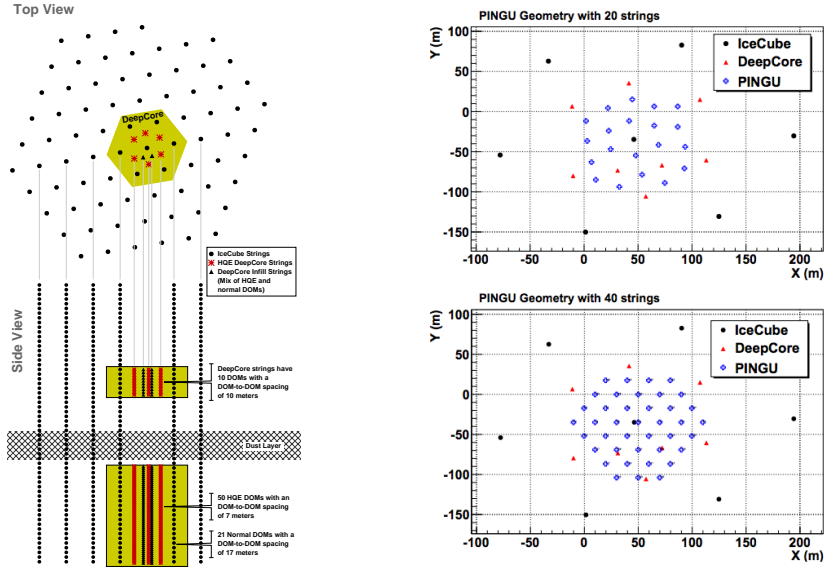 Top View
DeepCore
IceCube Strings
HQE DeepCore Strings
DeepCore Infill Strings
(Mix of HQE and
normal DOMs)
Side View
DeepCore strings have
10 DOMs with a
DOM-to-DOM spacing
of 10 meters
Dust Layer
50 HQE DOMs with an
DOM-to-DOM spacing
of 7 meters
21 Normal DOMs with a
DOM-to-DOM spacing
of 17 meters
PINGU Geometry with 20 strings
Y (m)
100
50
0
-50
-100
-150
IceCube
DeepCore
PINGU
-100 -50 0 50 100 150 200
X (m)
PINGU Geometry with 40 strings
Y (m)
100
50
0
-50
-100
-150
IceCube
DeepCore
PINGU
-100 -50 0 50 100 150 200
X (m)